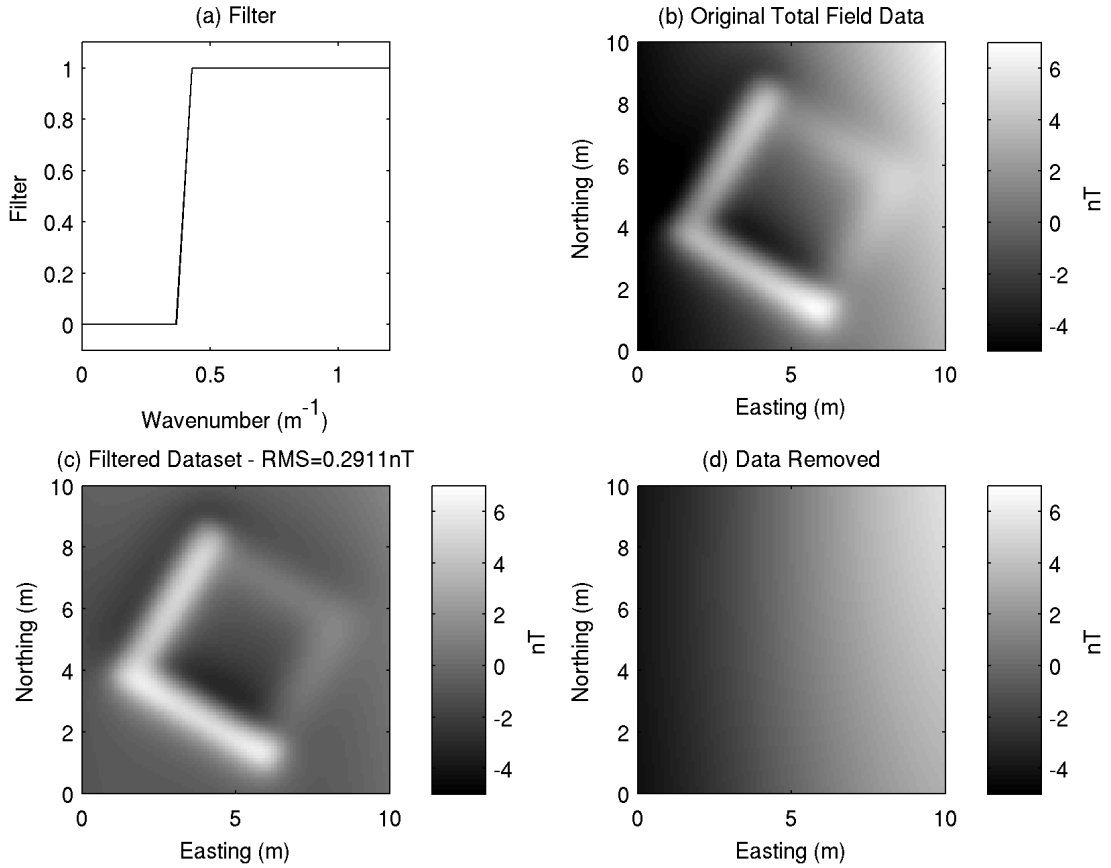 (a) Filter
1
0.8
0.6
0.4
0.2
0
Filter
0 0.5 1
Wavenumber (m-1)
(b) Original Total Field Data
10
8
6
4
2
0
Northing (m)
0 5 10
Easting (m)
6
4
2
0
-2
-4
nT
(c) Filtered Dataset - RMS=0.2911nT
10
8
6
4
2
0
Northing (m)
0 5 10
Easting (m)
6
4
2
0
-2
-4
nT
(d) Data Removed
10
8
6
4
2
0
Northing (m)
0 5 10
Easting (m)
6
4
2
0
-2
-4
nT